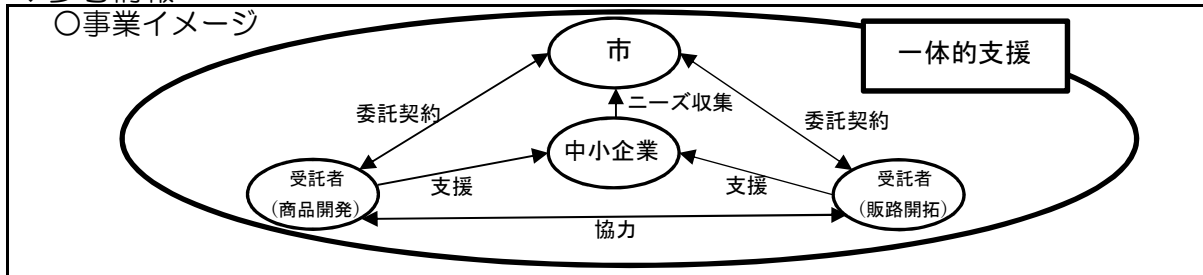 〇事業イメージ
市
一体的支援
委託契約
ニーズ収集
委託契約
中小企業
受託者
(商品開発)
支援
支援
受託者
(販路開拓)
協力